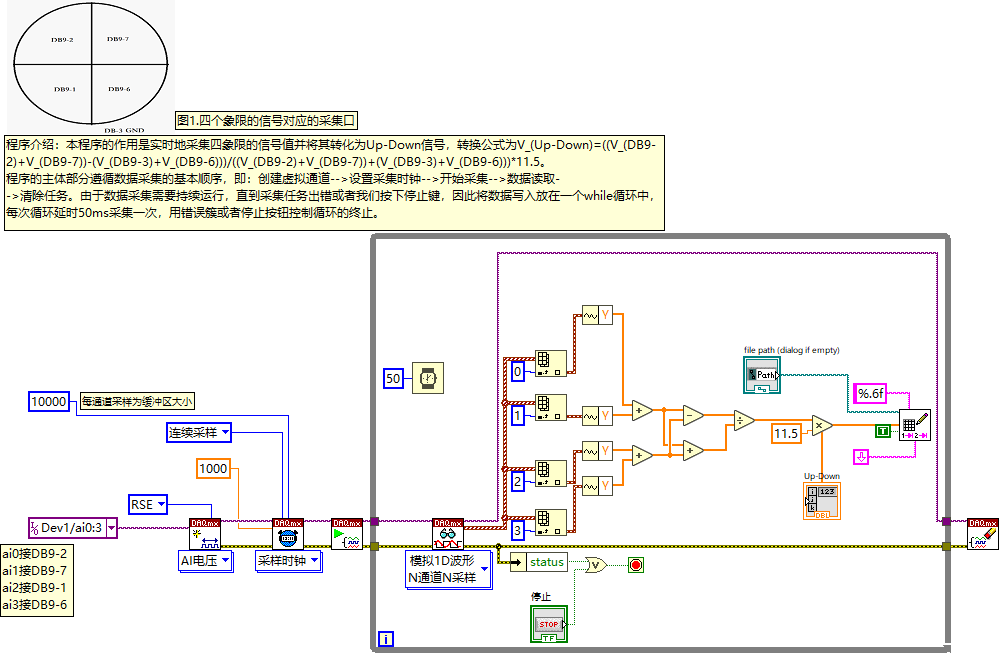 DB9-2 DB9-7
DB9-1 DB9-6
DB-3 GND
图1.四个象限的信号对应的采集口
程序介绍：本程序的作用是实时地采集四象限的信号值并将其转化为Up-Down信号，转换公式为V_(Up-Down)=((V_(DB9-
2)+V_(DB9-7))-(V_(DB9-3)+V_(DB9-6)))/((V_(DB9-2)+V_(DB9-7))+(V_(DB9-3)+V_(DB9-6)))*11.5。
程序的主体部分遵循数据采集的基本顺序，即：创建虚拟通道-->设置采集时钟-->开始采集-->数据读取-
->清除任务。由于数据采集需要持续运行，直到采集任务出错或者我们按下停止键，因此将数据写入放在一个while循环中，
每次循环延时50ms采集一次，用错误簇或者停止按钮控制循环的终止。
file path (dialog if empty)
Path
%.6f
50
0
1
2
3
Y
Y
Y
Y
+
+
-
+
÷
×
11.5
T
1 2
Up-Down
123
DBL
10000
每通道采样为缓冲区大小
连续采样
1000
RSE
Dev1/ai0:3
DAQmx
DAQmx
DAQmx
DAQmx
DAQmx
AI电压
采样时钟
模拟1D波形
N通道N采样
status
停止
STOP
TF
i
ai0接DB9-2
ai1接DB9-7
ai2接DB9-1
ai3接DB9-6